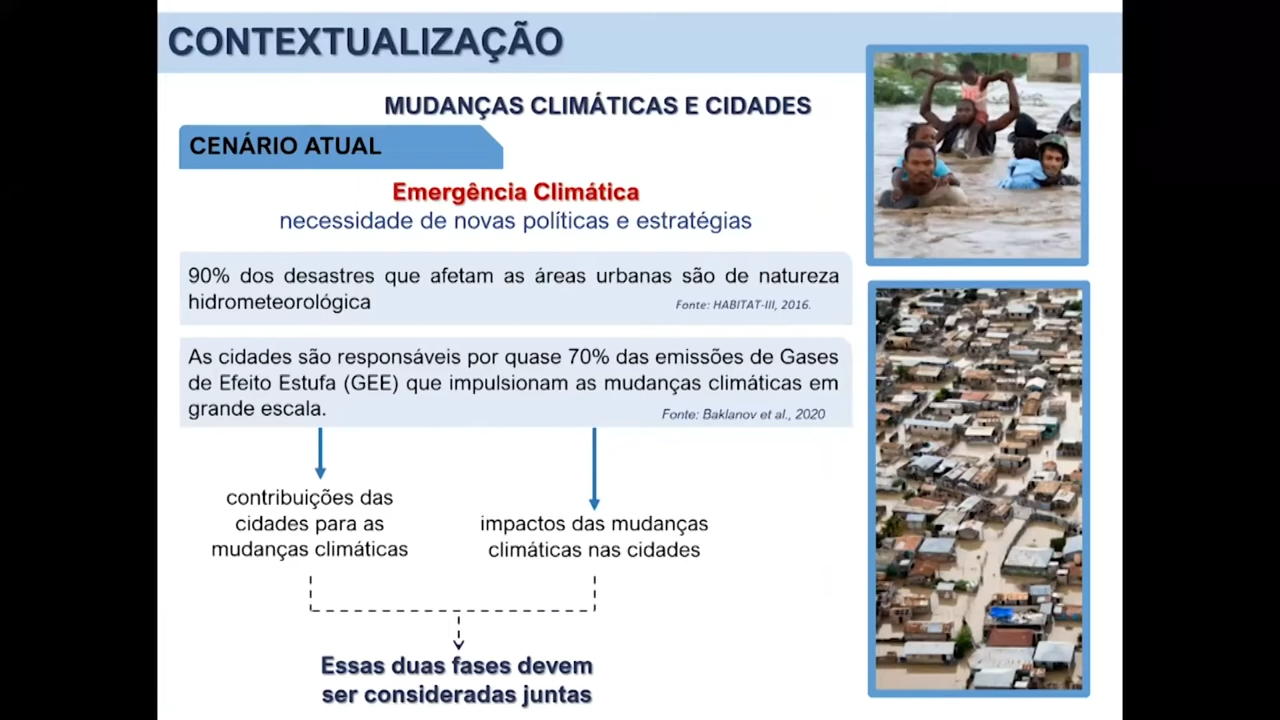 CONTEXTUALIZAÇÃO
MUDANÇAS CLIMÁTICAS E CIDADES
CENÁRIO ATUAL
Emergência Climática
necessidade de novas políticas e estratégias
90% dos desastres que afetam as áreas urbanas são de natureza
hidrometeorológica
Fonte: HABITAT-III, 2016.
As cidades são responsáveis por quase 70% das emissões de Gases
de Efeito Estufa (GEE) que impulsionam as mudanças climáticas em
grande escala.
Fonte: Baklanov et al., 2020
contribuições das
cidades para as
mudanças climáticas
impactos das mudanças
climáticas nas cidades
Essas duas fases devem
ser consideradas juntas